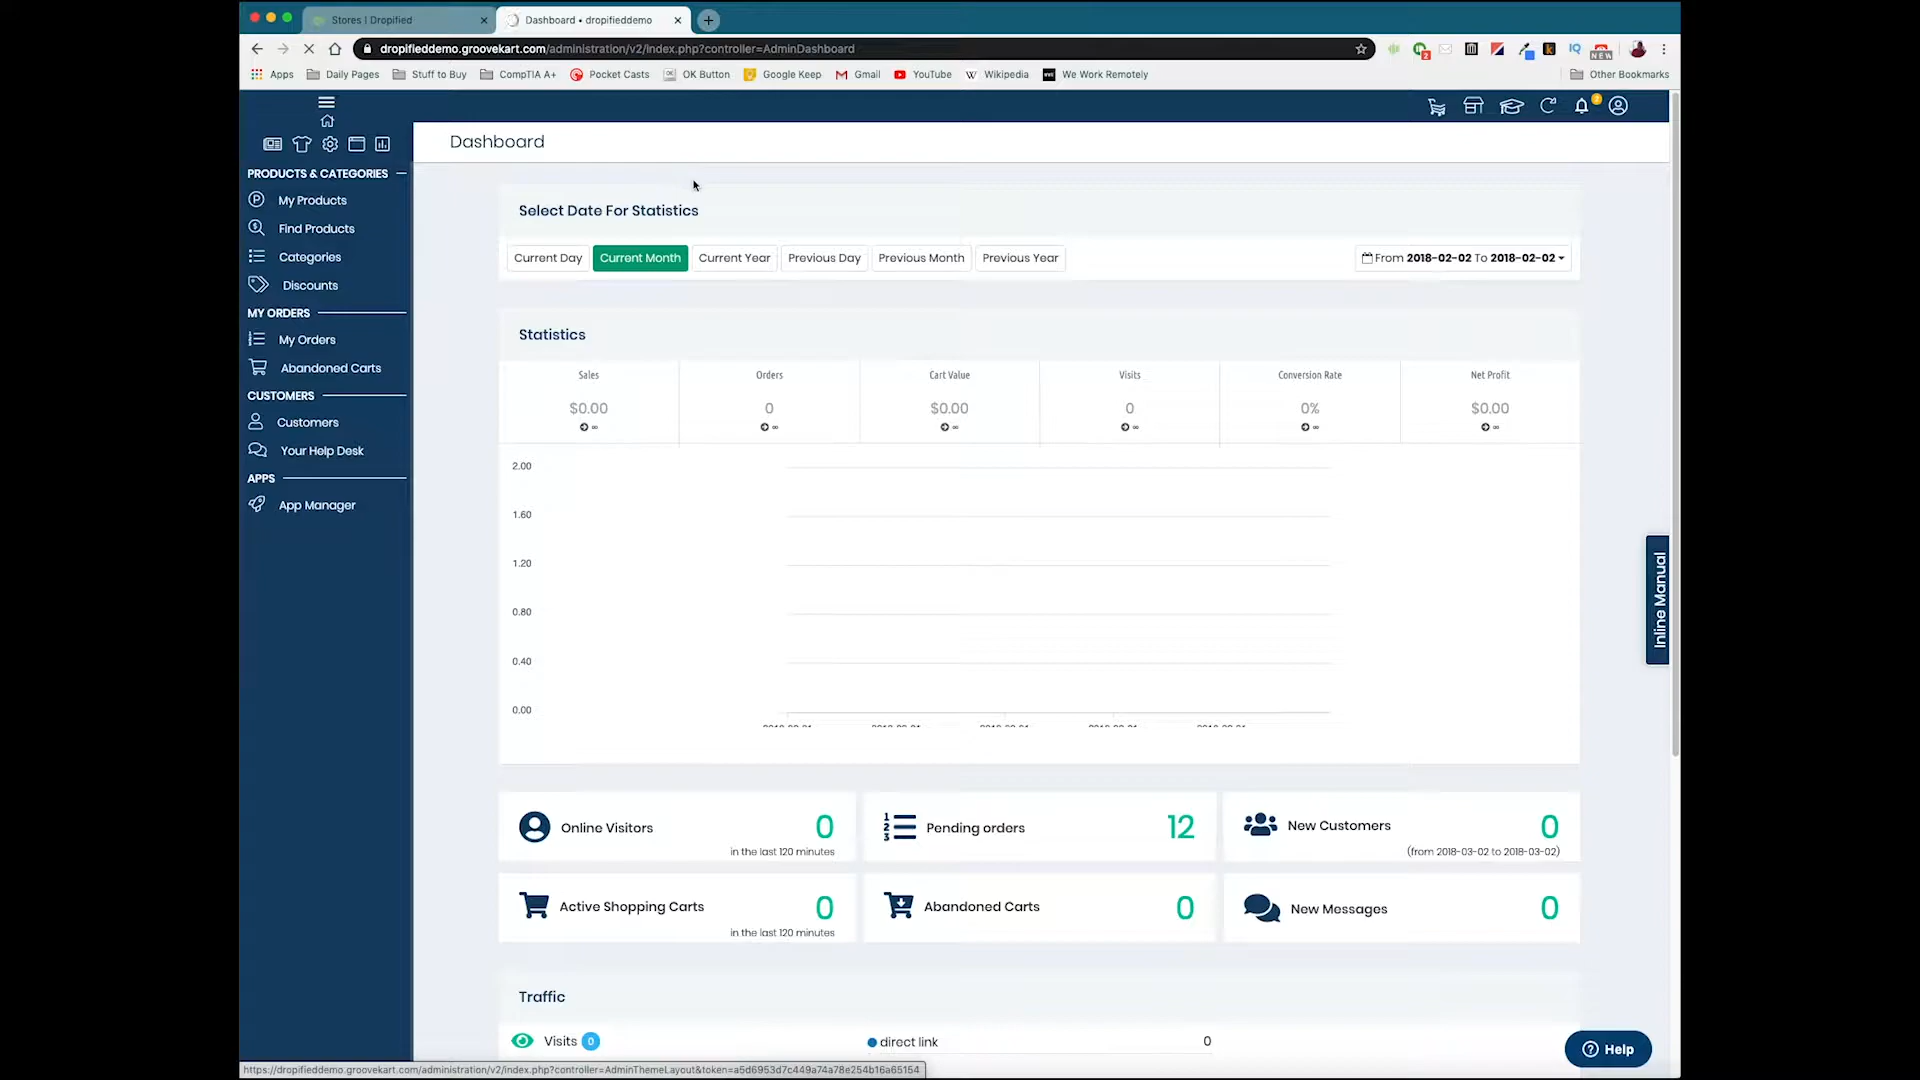 Stores | Dropified
Dashboard • dropifieddemo
dropifieddemo.groovekart.com/administration/v2/index.php?controller=AdminDashboard
2
NEW
Apps
Daily Pages
Stuff to Buy
CompTIA A+
Pocket Casts
OK Button
Google Keep
Gmail
YouTube
Wikipedia
We Work Remotely
Other Bookmarks
Dashboard
PRODUCTS & CATEGORIES
My Products
Find Products
Categories
Discounts
MY ORDERS
My Orders
Abandoned Carts
CUSTOMERS
Customers
Your Help Desk
APPS
App Manager
Select Date For Statistics
Current Day
Current Month
Current Year
Previous Day
Previous Month
Previous Year
From 2018-02-02 To 2018-02-02
Statistics
Sales
Orders
Cart Value
Visits
Conversion Rate
Net Profit
$0.00
0
$0.00
0
0%
$0.00
∞
∞
∞
∞
∞
∞
2.00
1.60
1.20
0.80
0.40
0.00
Inline Manual
Online Visitors
0
in the last 120 minutes
Pending orders
12
New Customers
0
(from 2018-03-02 to 2018-03-02)
Active Shopping Carts
0
in the last 120 minutes
Abandoned Carts
0
New Messages
0
Traffic
Visits
0
direct link
0
Help
https://dropifieddemo.groovekart.com/administration/v2/index.php?controller=AdminThemeLayout&token=a5d6953d7c449a74a78e254b16a65154